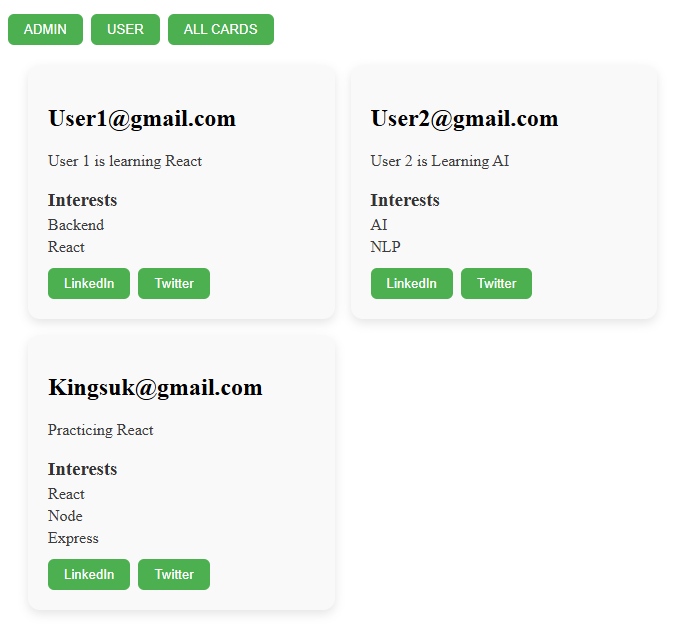 ADMIN USER ALL CARDS
User1@gmail.com
User 1 is learning React
Interests
Backend
React
LinkedIn Twitter
User2@gmail.com
User 2 is Learning AI
Interests
AI
NLP
LinkedIn Twitter
Kingsuk@gmail.com
Practicing React
Interests
React
Node
Express
LinkedIn Twitter